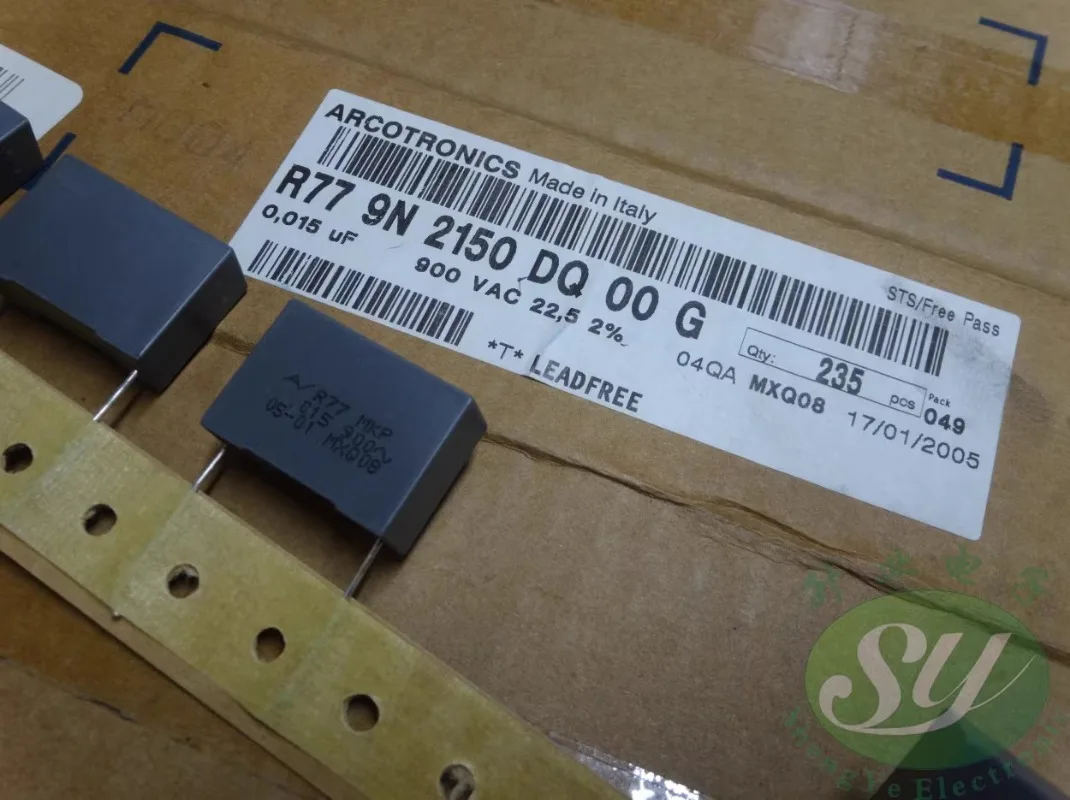 ARCOTRONICS Made in Italy
STS/Free Pass
R77 9N 2150 DQ 00 G
0,015 uF
900 VAC 22,5 2%
Qty: 235 pcs
Pack 049
*T* LEADFREE
04QA MXQ08 17/01/2005
R77 MKP
.015 900~
05-01 MXQ08
SY
Electronic